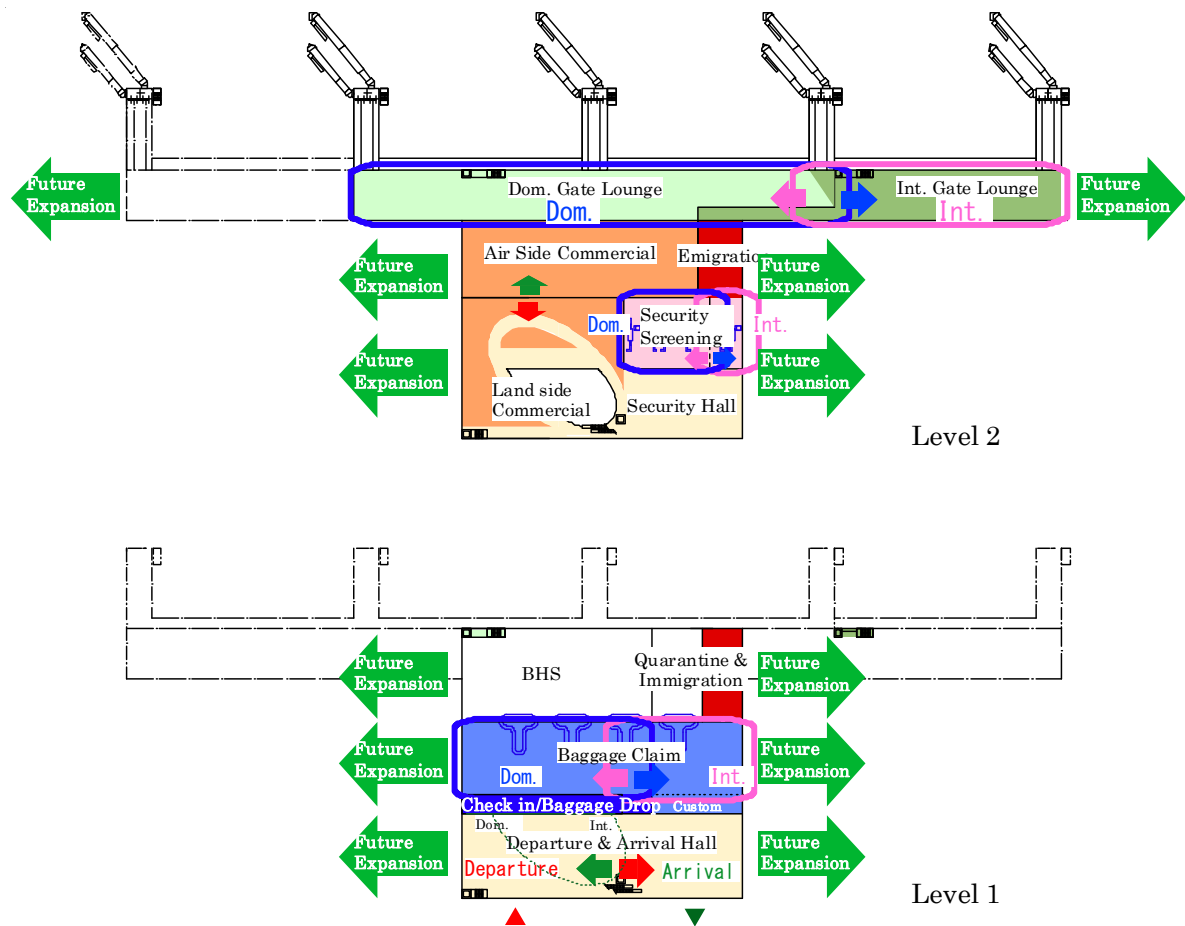 Future
Expansion
Dom. Gate Lounge
Dom.
Int. Gate Lounge
Int.
Future
Expansion
Future
Expansion
Air Side Commercial
Emigration
Future
Expansion
Dom.
Security
Screening
Int.
Future
Expansion
Land side
Commercial
Security Hall
Future
Expansion
Level 2
Future
Expansion
BHS
Quarantine &
Immigration
Future
Expansion
Future
Expansion
Baggage Claim
Dom.
Int.
Future
Expansion
Check in/Baggage Drop
Custom
Dom.
Int.
Future
Expansion
Departure & Arrival Hall
Departure
Arrival
Future
Expansion
Level 1